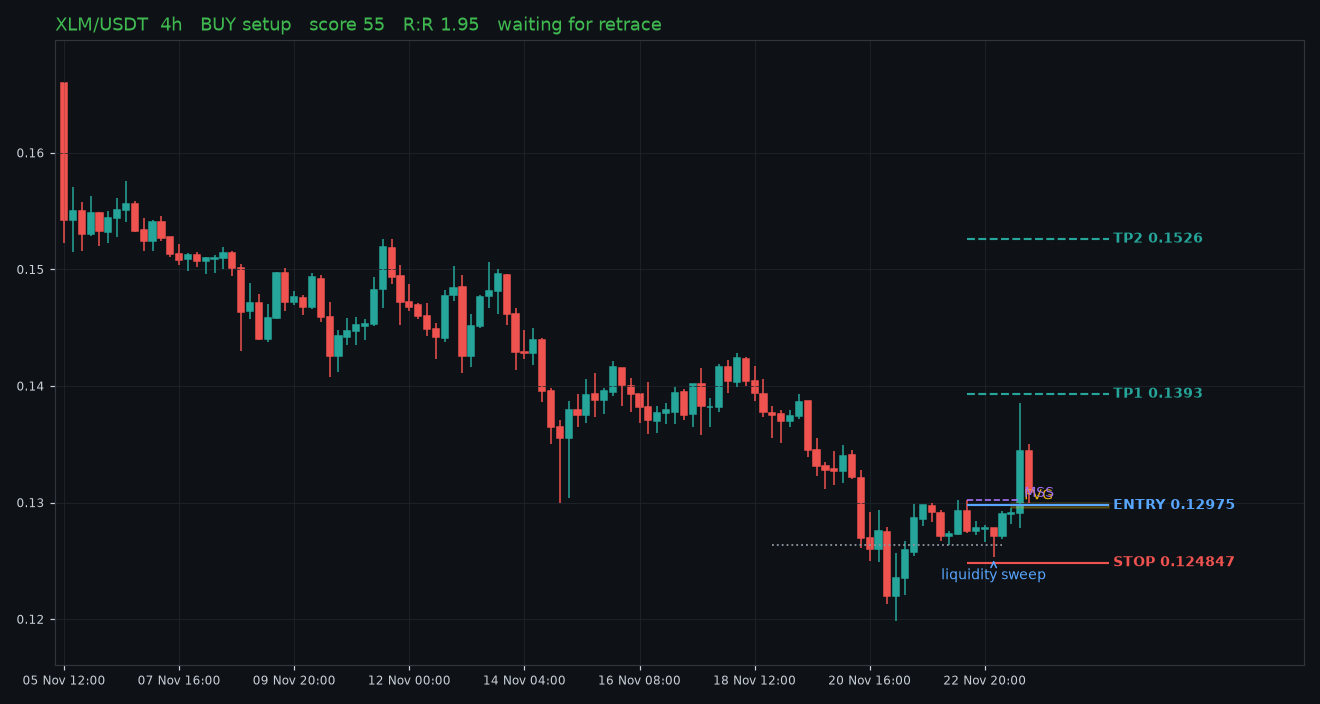 XLM/USDT 4h BUY setup score 55 R:R 1.95 waiting for retrace
0.16
0.15
0.14
0.13
0.12
TP2 0.1526
TP1 0.1393
MSS
FVG
ENTRY 0.12975
STOP 0.124847
liquidity sweep
05 Nov 12:00
07 Nov 16:00
09 Nov 20:00
12 Nov 00:00
14 Nov 04:00
16 Nov 08:00
18 Nov 12:00
20 Nov 16:00
22 Nov 20:00